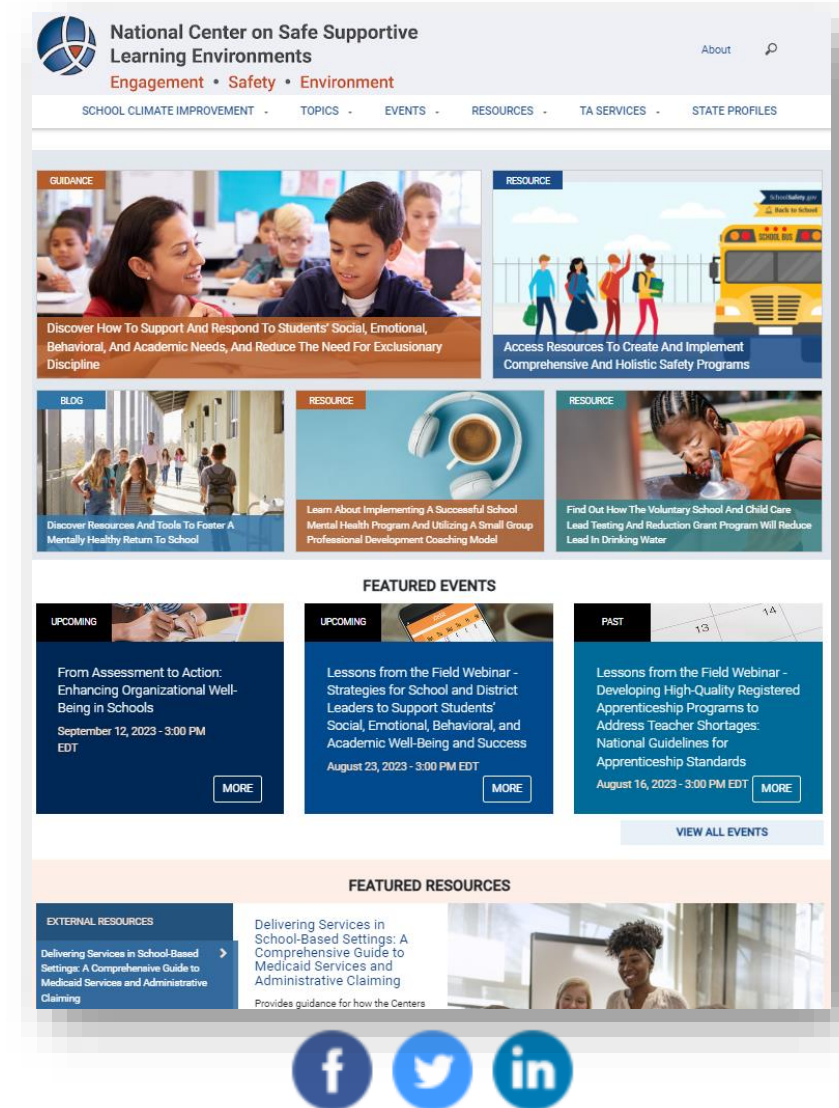 National Center on Safe Supportive
Learning Environments
Engagement • Safety • Environment
About
SCHOOL CLIMATE IMPROVEMENT
TOPICS
EVENTS
RESOURCES
TA SERVICES
STATE PROFILES
GUIDANCE
Discover How To Support And Respond To Students' Social, Emotional,
Behavioral, And Academic Needs, And Reduce The Need For Exclusionary
Discipline
RESOURCE
SchoolSafety.gov
Back to School
SCHOOL BUS
Access Resources To Create And Implement
Comprehensive And Holistic Safety Programs
BLOG
Discover Resources And Tools To Foster A
Mentally Healthy Return To School
RESOURCE
Learn About Implementing A Successful School
Mental Health Program And Utilizing A Small Group
Professional Development Coaching Model
RESOURCE
Find Out How The Voluntary School And Child Care
Lead Testing And Reduction Grant Program Will Reduce
Lead In Drinking Water
FEATURED EVENTS
UPCOMING
From Assessment to Action:
Enhancing Organizational Well-
Being in Schools
September 12, 2023 - 3:00 PM
EDT
MORE
UPCOMING
Lessons from the Field Webinar -
Strategies for School and District
Leaders to Support Students'
Social, Emotional, Behavioral, and
Academic Well-Being and Success
August 23, 2023 - 3:00 PM EDT
MORE
PAST
13
14
Lessons from the Field Webinar -
Developing High-Quality Registered
Apprenticeship Programs to
Address Teacher Shortages:
National Guidelines for
Apprenticeship Standards
August 16, 2023 - 3:00 PM EDT
MORE
VIEW ALL EVENTS
FEATURED RESOURCES
EXTERNAL RESOURCES
Delivering Services in School-Based
Settings: A Comprehensive Guide to
Medicaid Services and Administrative
Claiming
Delivering Services in
School-Based Settings: A
Comprehensive Guide to
Medicaid Services and
Administrative Claiming
Provides guidance for how the Centers
f
in